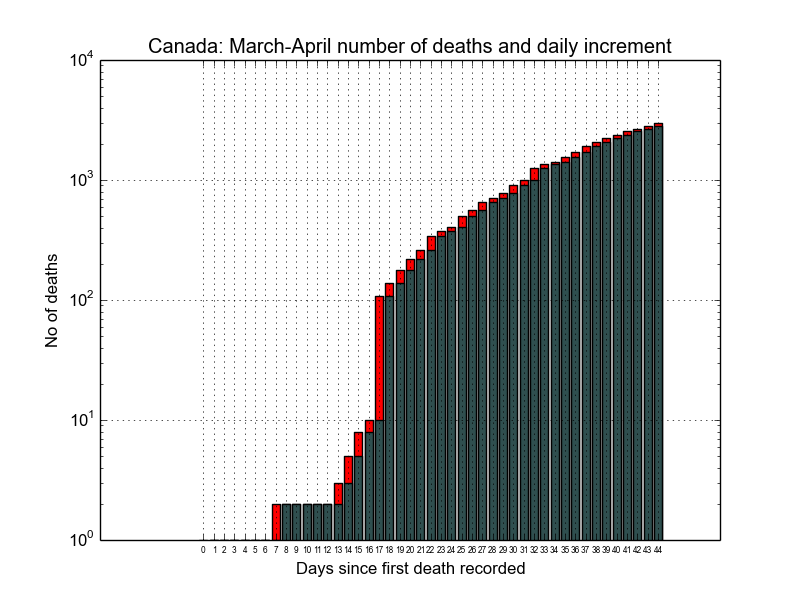 Canada: March-April number of deaths and daily increment
10^4
10^3
10^2
10^1
10^0
No of deaths
0 1 2 3 4 5 6 7 8 9 10 11 12 13 14 15 16 17 18 19 20 21 22 23 24 25 26 27 28 29 30 31 32 33 34 35 36 37 38 39 40 41 42 43 44
Days since first death recorded